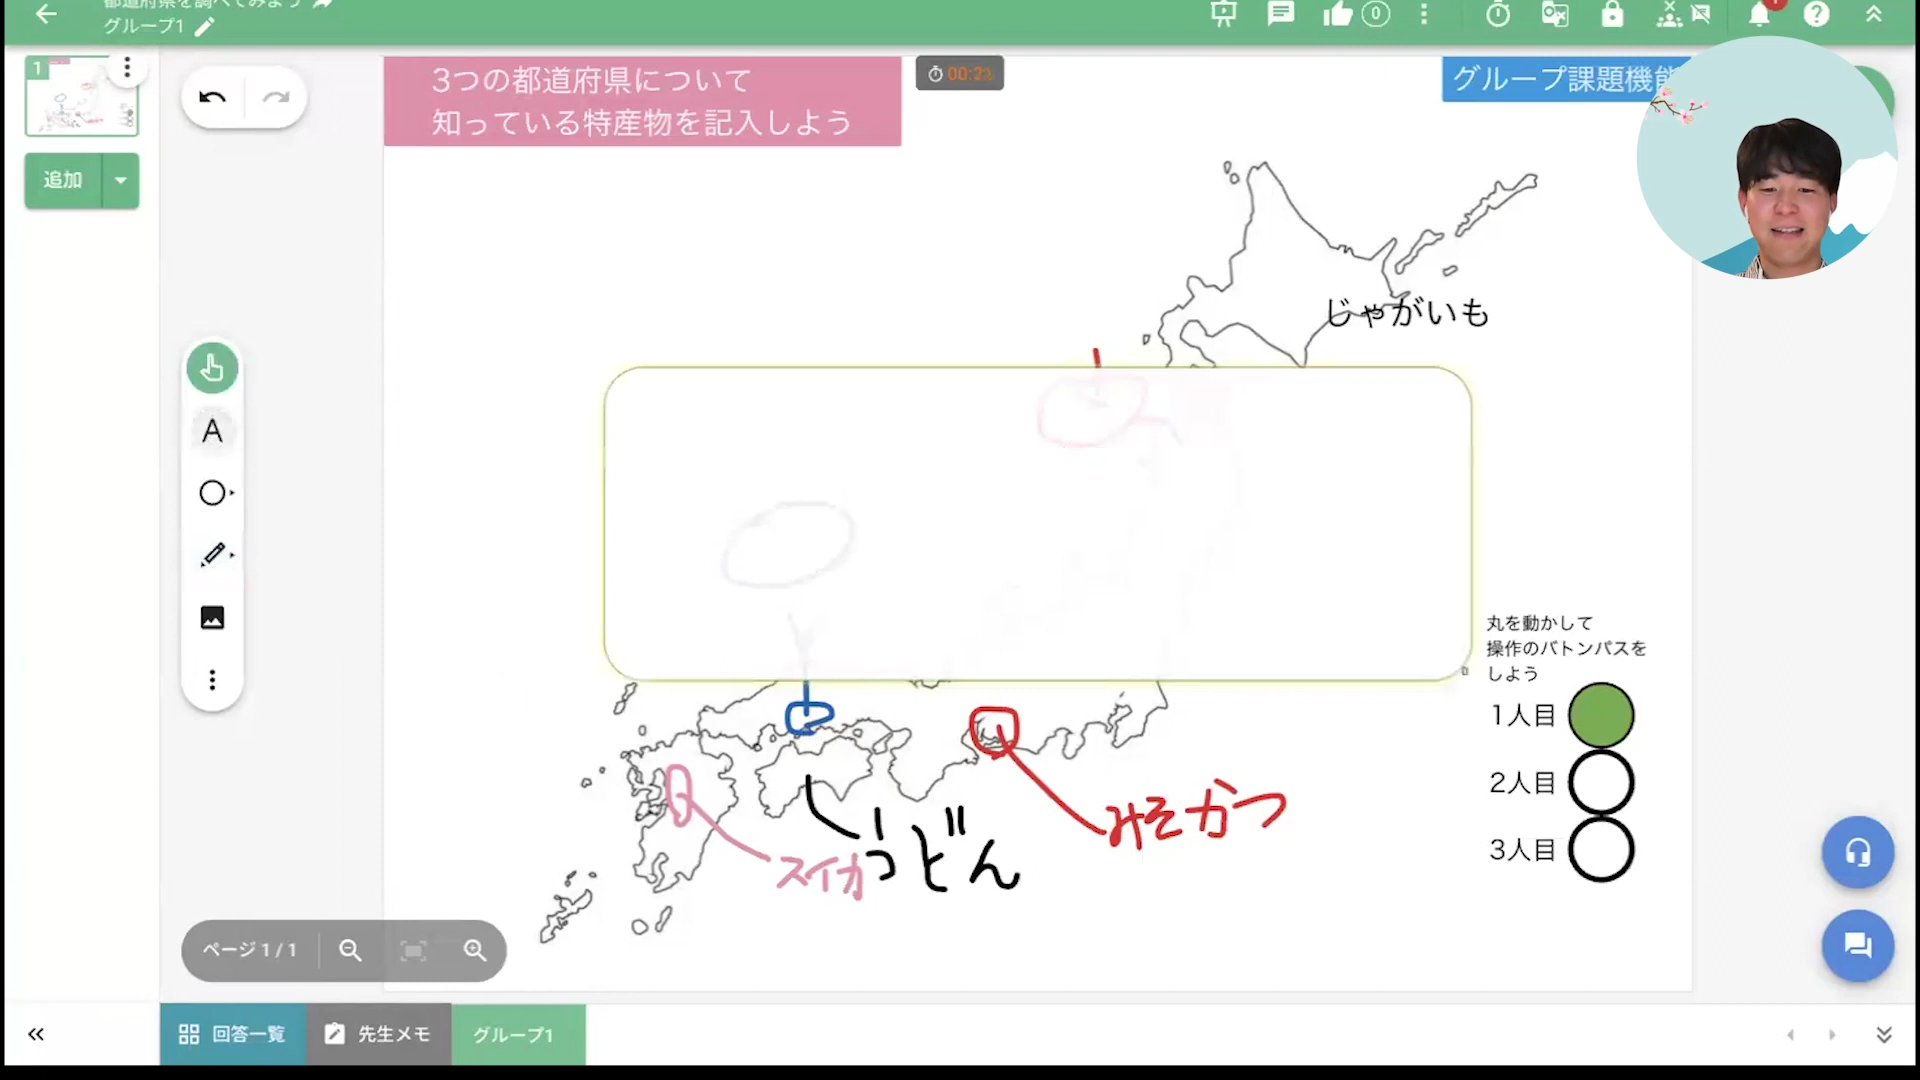 都道府県を調べてみよう
グループ1
0
1
追加
3つの都道府県について
知っている特産物を記入しよう
グループ課題機能
じゃがいも
丸を動かして
操作のバトンパスを
しよう
1人目
2人目
3人目
みそかつ
スイカ
うどん
ページ 1 / 1
回答一覧
先生メモ
グループ1